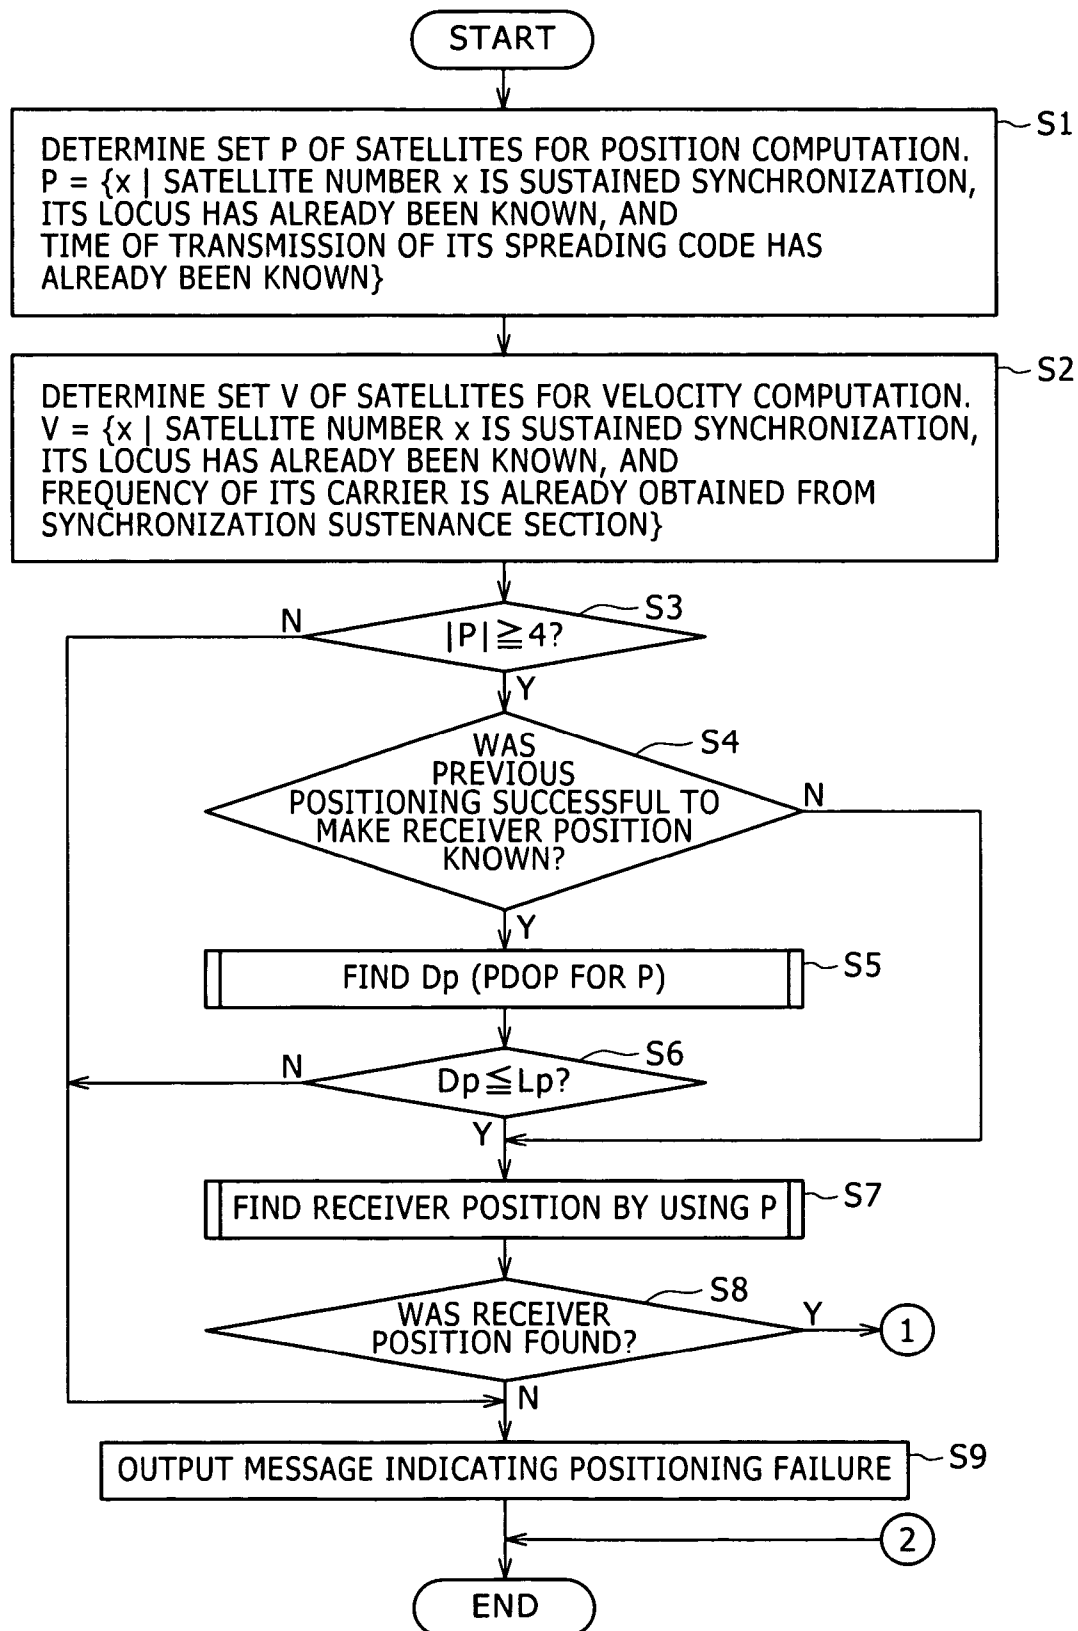 START
S1
DETERMINE SET P OF SATELLITES FOR POSITION COMPUTATION.
P = {x | SATELLITE NUMBER x IS SUSTAINED SYNCHRONIZATION,
ITS LOCUS HAS ALREADY BEEN KNOWN, AND
TIME OF TRANSMISSION OF ITS SPREADING CODE HAS
ALREADY BEEN KNOWN}
S2
DETERMINE SET V OF SATELLITES FOR VELOCITY COMPUTATION.
V = {x | SATELLITE NUMBER x IS SUSTAINED SYNCHRONIZATION,
ITS LOCUS HAS ALREADY BEEN KNOWN, AND
FREQUENCY OF ITS CARRIER IS ALREADY OBTAINED FROM
SYNCHRONIZATION SUSTENANCE SECTION}
S3
N
|P|≧4?
Y
S4
WAS
PREVIOUS
POSITIONING SUCCESSFUL TO
MAKE RECEIVER POSITION
KNOWN?
N
Y
S5
FIND Dp (PDOP FOR P)
S6
N
Dp≦Lp?
Y
S7
FIND RECEIVER POSITION BY USING P
S8
WAS RECEIVER
POSITION FOUND?
Y
1
N
S9
OUTPUT MESSAGE INDICATING POSITIONING FAILURE
2
END